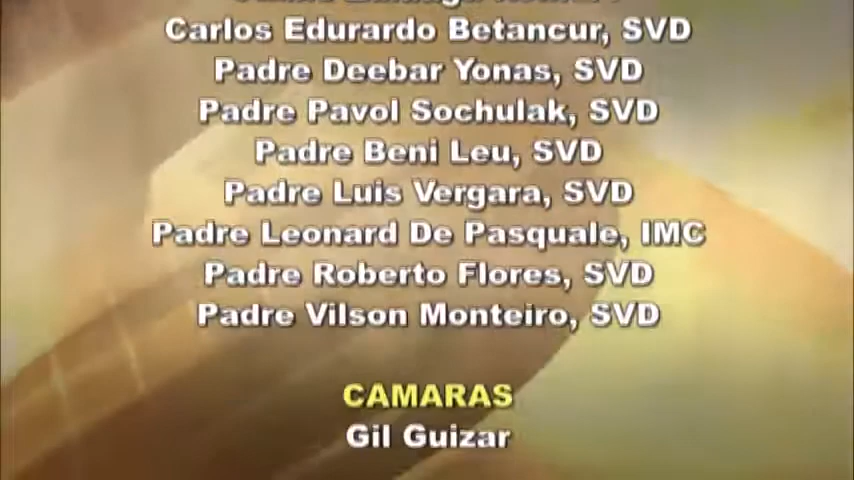 Carlos Edurardo Betancur, SVD
Padre Deebar Yonas, SVD
Padre Pavol Sochulak, SVD
Padre Beni Leu, SVD
Padre Luis Vergara, SVD
Padre Leonard De Pasquale, IMC
Padre Roberto Flores, SVD
Padre Vilson Monteiro, SVD
CAMARAS
Gil Guizar